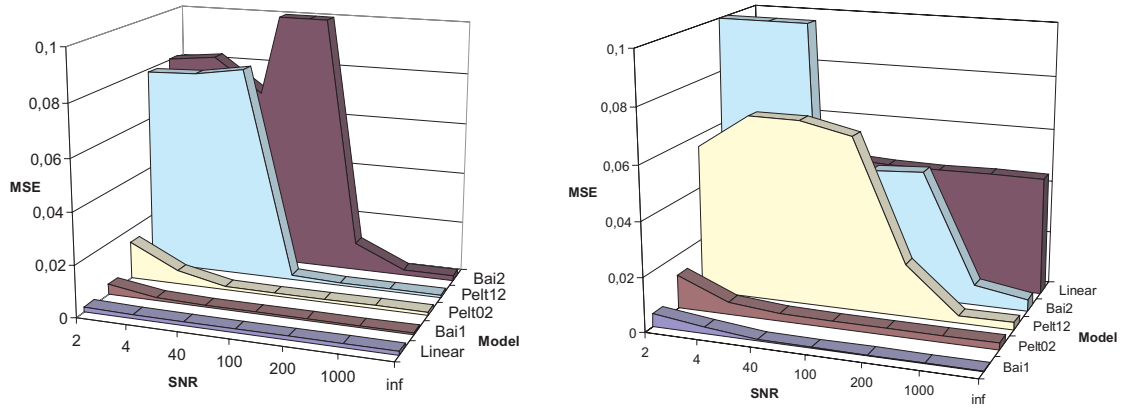 0,1
0,08
0,06
0,04
0,02
0
MSE
2
4
40
100
200
1000
inf
SNR
Bai2
Pelt12
Pelt02
Bai1
Linear
Model
0,1
0,08
0,06
0,04
0,02
0
MSE
2
4
40
100
200
1000
inf
SNR
Linear
Bai2
Pelt12
Pelt02
Bai1
Model